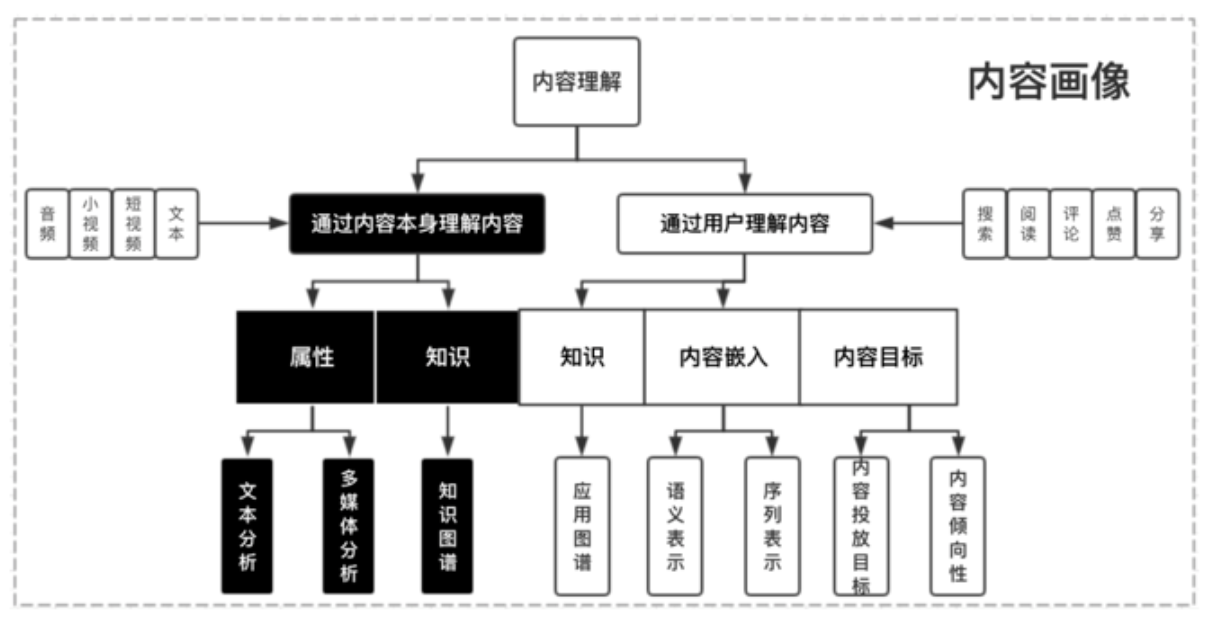 内容理解
内容画像
音频
小视频
短视频
文本
通过内容本身理解内容
通过用户理解内容
搜索
阅读
评论
点赞
分享
属性
知识
知识
内容嵌入
内容目标
文本分析
多媒体分析
知识图谱
应用图谱
语义表示
序列表示
内容投放目标
内容倾向性